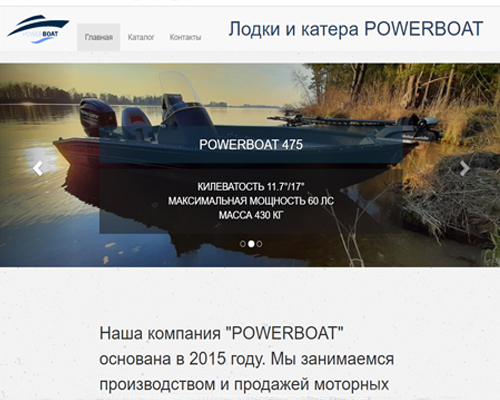 POWERBOAT
Главная
Каталог
Контакты
Лодки и катера POWERBOAT
POWERBOAT 475
КИЛЕВАТОСТЬ 11.7°/17°
МАКСИМАЛЬНАЯ МОЩНОСТЬ 60 ЛС
МАССА 430 КГ
Наша компания "POWERBOAT"
основана в 2015 году. Мы занимаемся
производством и продажей моторных